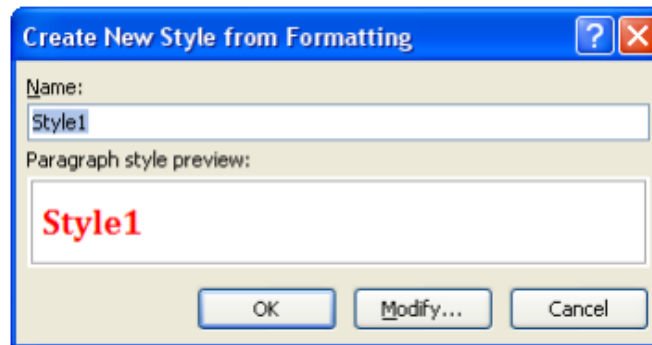 Create New Style from Formatting ?
Name:
Style1
Paragraph style preview:
Style1
OK Modify... Cancel